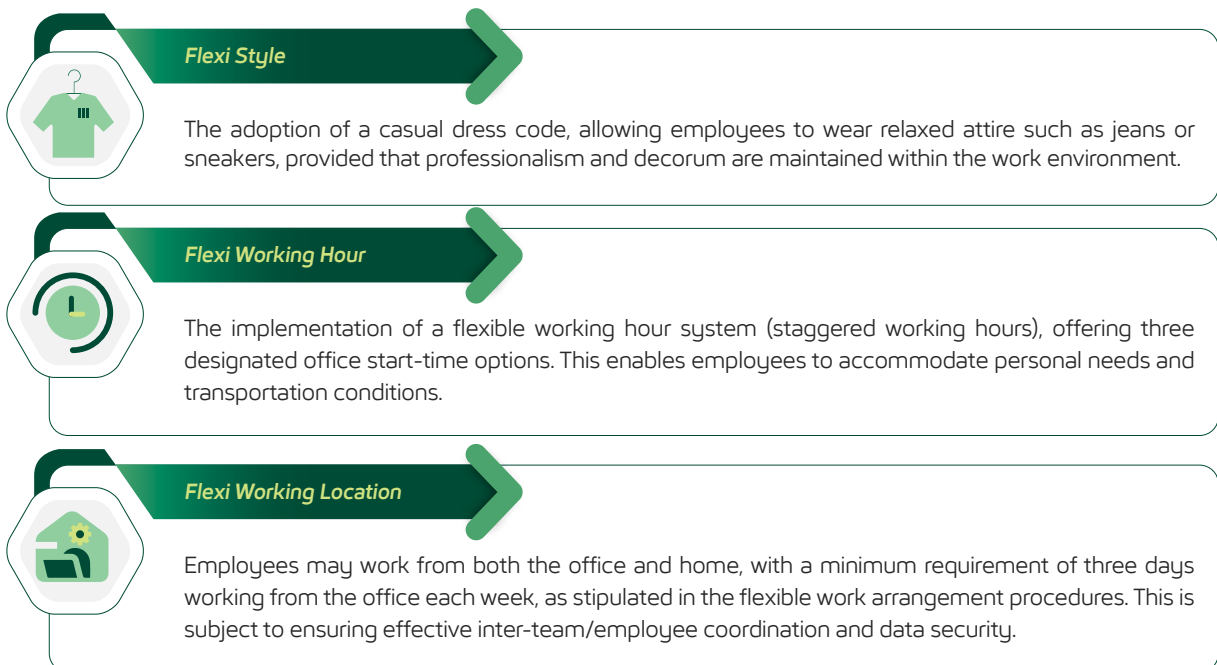 Flexi Style
The adoption of a casual dress code, allowing employees to wear relaxed attire such as jeans or
sneakers, provided that professionalism and decorum are maintained within the work environment.
Flexi Working Hour
The implementation of a flexible working hour system (staggered working hours), offering three
designated office start-time options. This enables employees to accommodate personal needs and
transportation conditions.
Flexi Working Location
Employees may work from both the office and home, with a minimum requirement of three days
working from the office each week, as stipulated in the flexible work arrangement procedures. This is
subject to ensuring effective inter-team/employee coordination and data security.